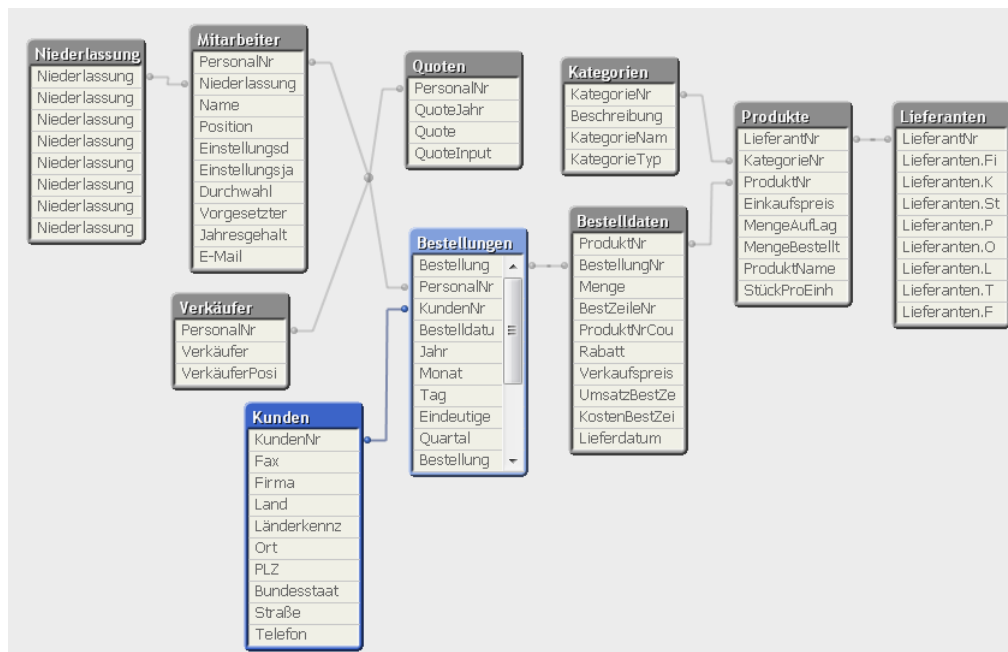 Niederlassung
Niederlassung
Niederlassung
Niederlassung
Niederlassung
Niederlassung
Niederlassung
Niederlassung
Niederlassung
Mitarbeiter
PersonalNr
Niederlassung
Name
Position
Einstellungsd
Einstellungsja
Durchwahl
Vorgesetzter
Jahresgehalt
E-Mail
Quoten
PersonalNr
QuoteJahr
Quote
QuoteInput
Kategorien
KategorieNr
Beschreibung
KategorieNam
KategorieTyp
Produkte
LieferantNr
KategorieNr
ProduktNr
Einkaufspreis
MengeAufLag
MengeBestellt
ProduktName
StückProEinh
Lieferanten
LieferantNr
Lieferanten.Fi
Lieferanten.K
Lieferanten.St
Lieferanten.P
Lieferanten.O
Lieferanten.L
Lieferanten.T
Lieferanten.F
Verkäufer
PersonalNr
Verkäufer
VerkäuferPosi
Bestellungen
Bestellung
PersonalNr
KundenNr
Bestelldatu
Jahr
Monat
Tag
Eindeutige
Quartal
Bestellung
Bestelldaten
ProduktNr
BestellungNr
Menge
BestZeileNr
ProduktNrCou
Rabatt
Verkaufspreis
UmsatzBestZe
KostenBestZei
Lieferdatum
Kunden
KundenNr
Fax
Firma
Land
Länderkennz
Ort
PLZ
Bundesstaat
Straße
Telefon